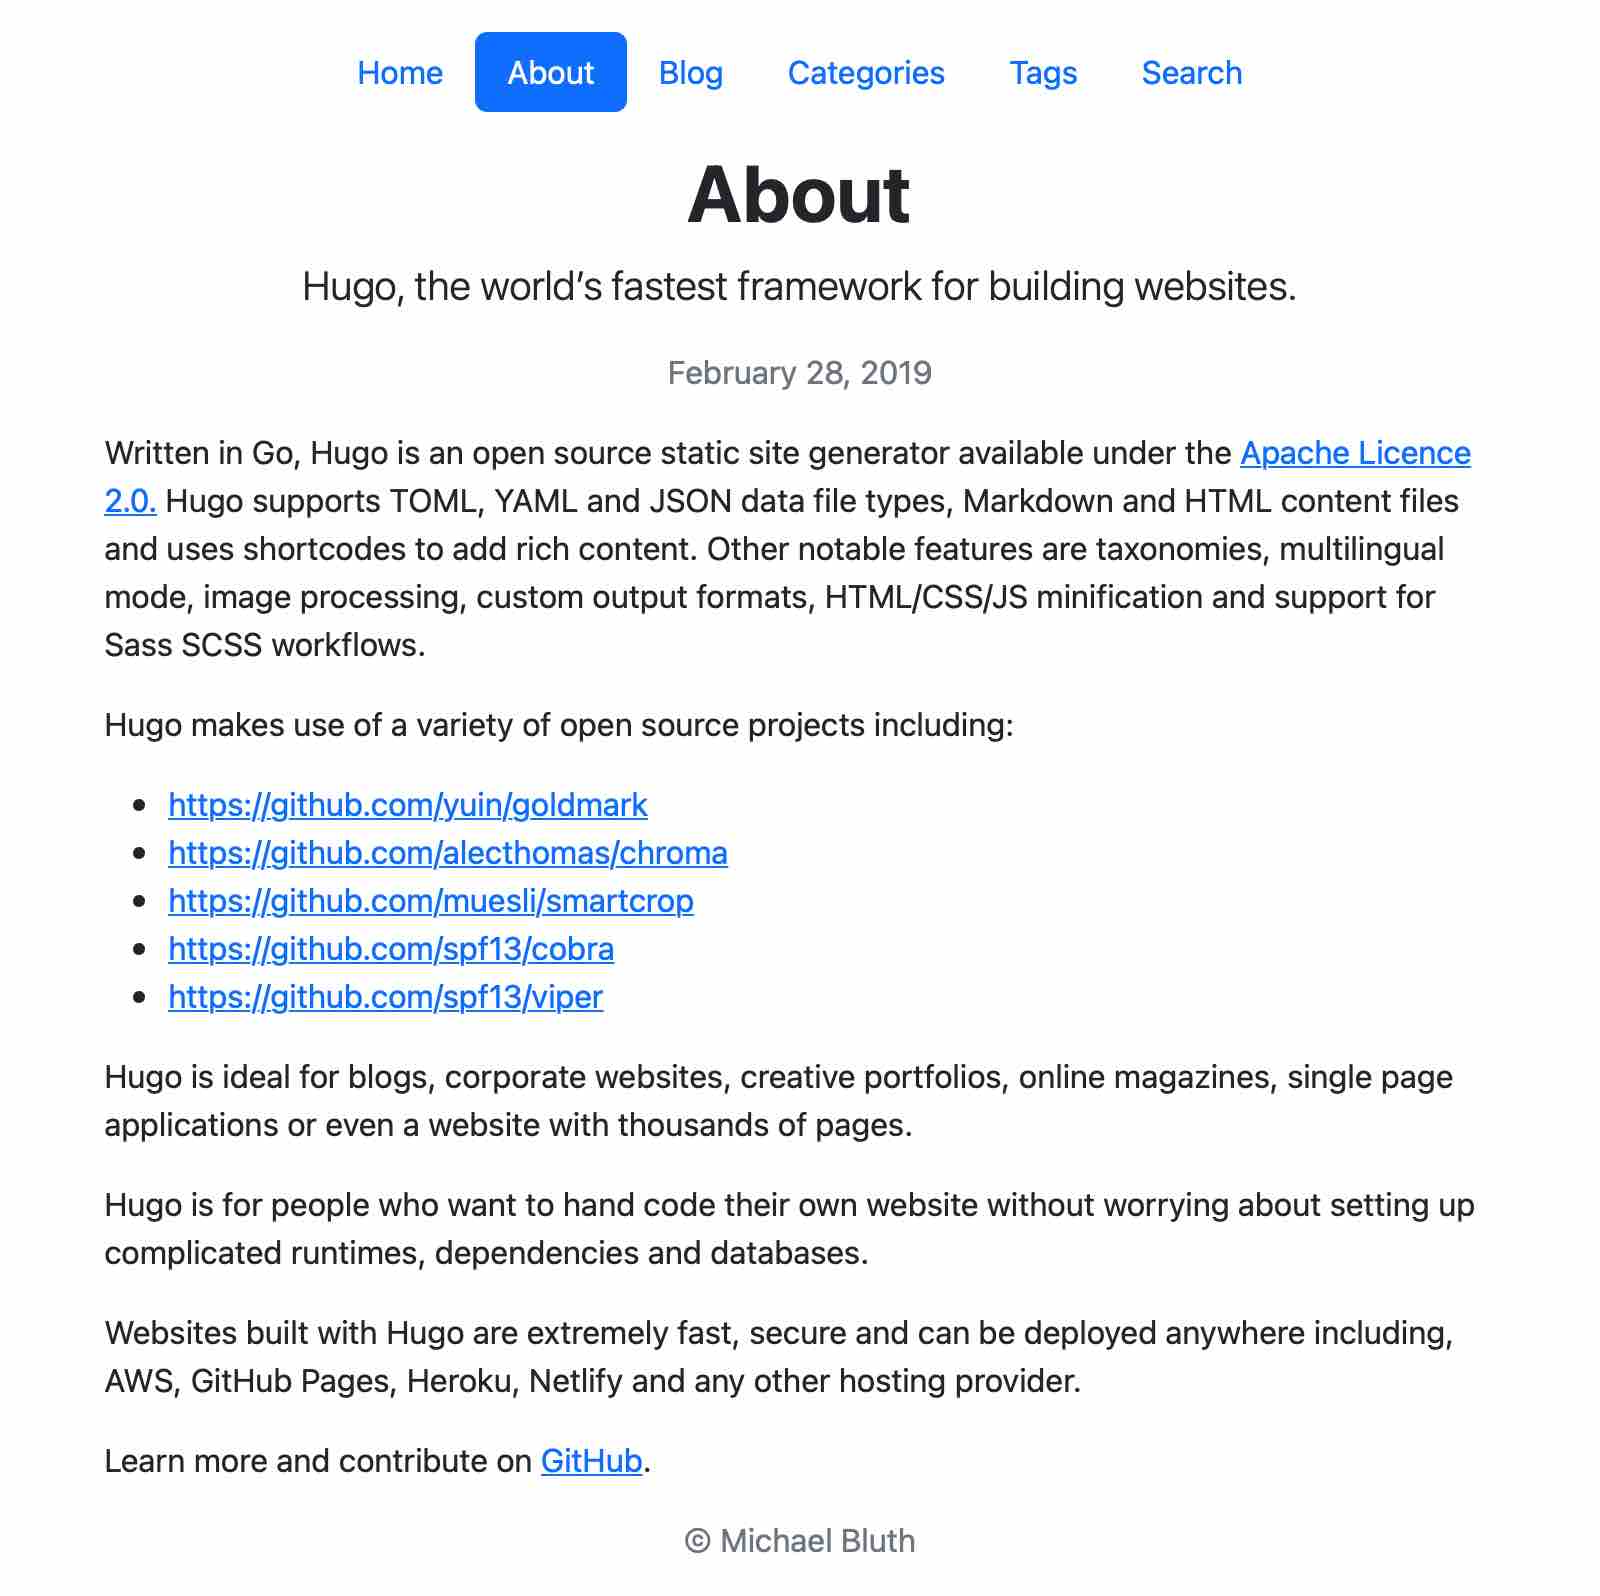 Home About Blog Categories Tags Search
About
Hugo, the world’s fastest framework for building websites.
February 28, 2019
Written in Go, Hugo is an open source static site generator available under the Apache Licence
2.0. Hugo supports TOML, YAML and JSON data file types, Markdown and HTML content files
and uses shortcodes to add rich content. Other notable features are taxonomies, multilingual
mode, image processing, custom output formats, HTML/CSS/JS minification and support for
Sass SCSS workflows.
Hugo makes use of a variety of open source projects including:
• https://github.com/yuin/goldmark
• https://github.com/alecthomas/chroma
• https://github.com/muesli/smartcrop
• https://github.com/spf13/cobra
• https://github.com/spf13/viper
Hugo is ideal for blogs, corporate websites, creative portfolios, online magazines, single page
applications or even a website with thousands of pages.
Hugo is for people who want to hand code their own website without worrying about setting up
complicated runtimes, dependencies and databases.
Websites built with Hugo are extremely fast, secure and can be deployed anywhere including,
AWS, GitHub Pages, Heroku, Netlify and any other hosting provider.
Learn more and contribute on GitHub.
© Michael Bluth